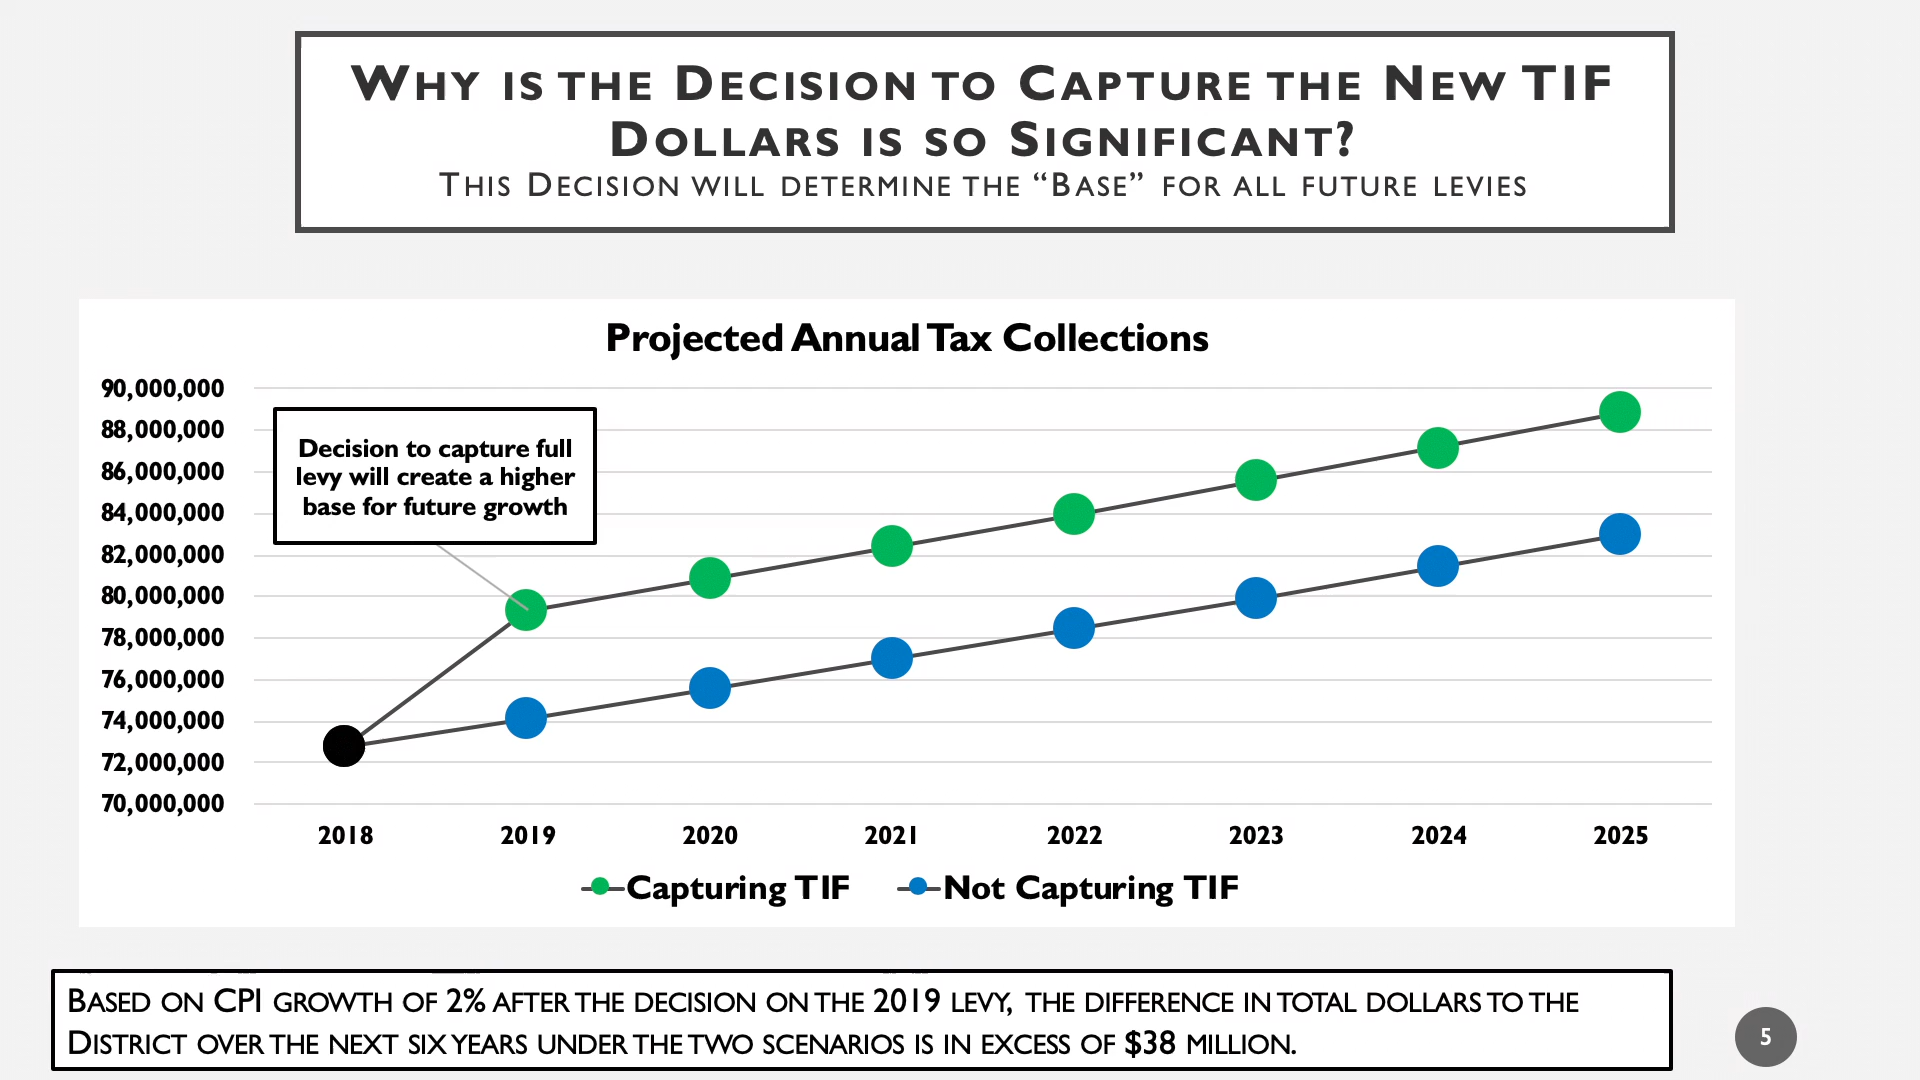 Why is the Decision to Capture the New TIF
Dollars is so Significant?
This Decision will determine the “Base” for all future levies
Projected Annual Tax Collections
90,000,000
88,000,000
86,000,000
84,000,000
82,000,000
80,000,000
78,000,000
76,000,000
74,000,000
72,000,000
70,000,000
Decision to capture full
levy will create a higher
base for future growth
2018 2019 2020 2021 2022 2023 2024 2025
Capturing TIF Not Capturing TIF
Based on CPI growth of 2% after the decision on the 2019 levy, the difference in total dollars to the
District over the next six years under the two scenarios is in excess of $38 million.
5